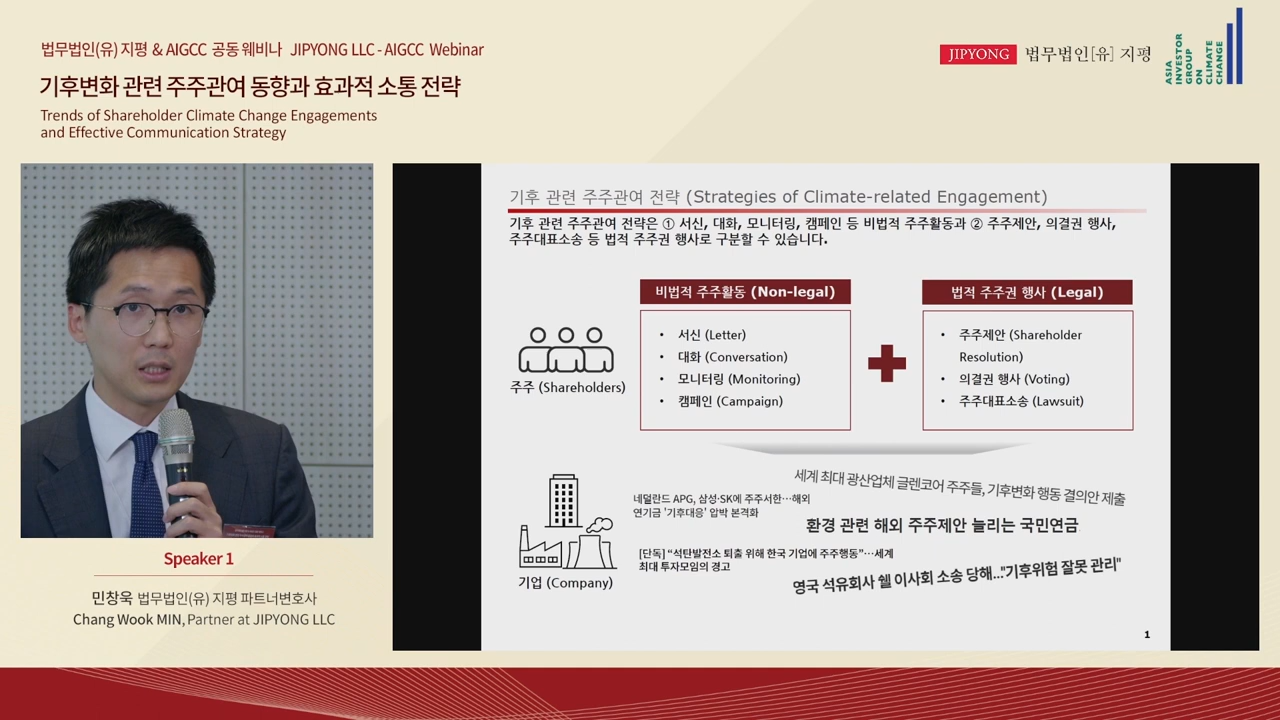 법무법인(유) 지평 & AIGCC 공동 웨비나 JIPYONG LLC - AIGCC Webinar
기후변화 관련 주주관여 동향과 효과적 소통 전략
Trends of Shareholder Climate Change Engagements
and Effective Communication Strategy
JIPYONG 법무법인[유] 지평
ASIA
INVESTOR
GROUP
ON
CLIMATE
CHANGE
기후 관련 주주관여 전략 (Strategies of Climate-related Engagement)
기후 관련 주주관여 전략은 ① 서신, 대화, 모니터링, 캠페인 등 비법적 주주활동과 ② 주주제안, 의결권 행사,
주주대표소송 등 법적 주주권 행사로 구분할 수 있습니다.
비법적 주주활동 (Non-legal)
• 서신 (Letter)
• 대화 (Conversation)
• 모니터링 (Monitoring)
• 캠페인 (Campaign)
법적 주주권 행사 (Legal)
• 주주제안 (Shareholder
Resolution)
• 의결권 행사 (Voting)
• 주주대표소송 (Lawsuit)
주주 (Shareholders)
세계 최대 광산업체 글렌코어 주주들, 기후변화 행동 결의안 제출
네덜란드 APG, 삼성·SK에 주주서한…해외
연기금 '기후대응' 압박 본격화
환경 관련 해외 주주제안 늘리는 국민연금
[단독] “석탄발전소 퇴출 위해 한국 기업에 주주행동”…세계
최대 투자모임의 경고
영국 석유회사 쉘 이사회 소송 당해..."기후위험 잘못 관리"
기업 (Company)
1
Speaker 1
민창욱 법무법인(유) 지평 파트너변호사
Chang Wook MIN, Partner at JIPYONG LLC